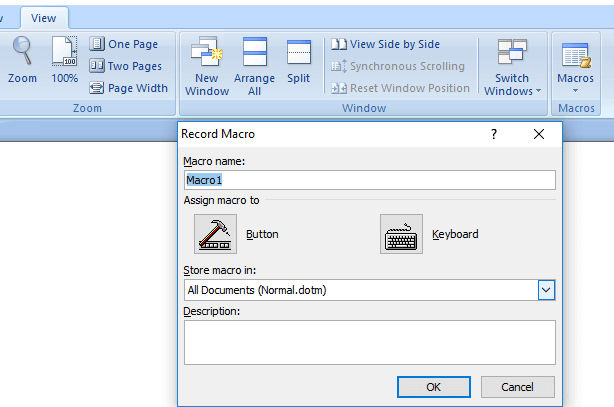 View
Zoom
100
100%
One Page
Two Pages
Page Width
Zoom
New Window
Arrange All
Split
View Side by Side
Synchronous Scrolling
Reset Window Position
Window
Switch Windows
Macros
Macros
Record Macro ?
Macro name:
Macro1
Assign macro to
Button
Keyboard
Store macro in:
All Documents (Normal.dotm)
Description:
OK Cancel